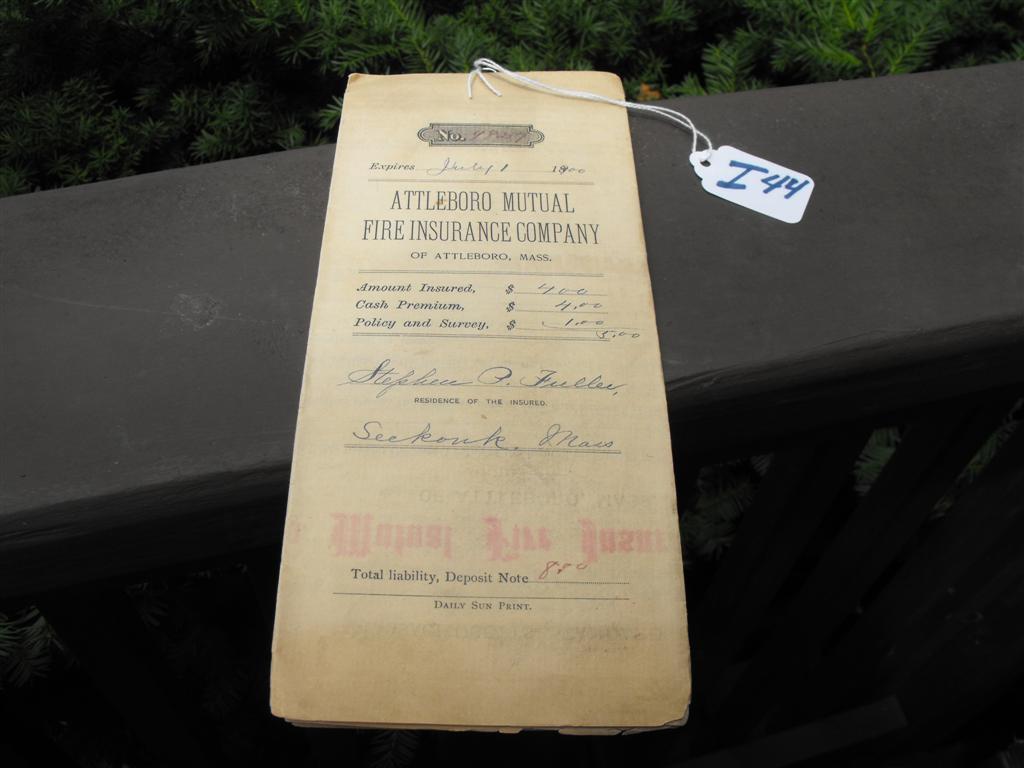 No.
Expires July 1 1900
ATTLEBORO MUTUAL
FIRE INSURANCE COMPANY
OF ATTLEBORO, MASS.
Amount Insured, $ 400
Cash Premium, $ 4.00
Policy and Survey, $ 1.00
5.00
Stephen P. Fuller,
RESIDENCE OF THE INSURED.
Seekonk, Mass
Mutual Fire Insur
Total liability, Deposit Note 8.00
DAILY SUN PRINT.
I 44